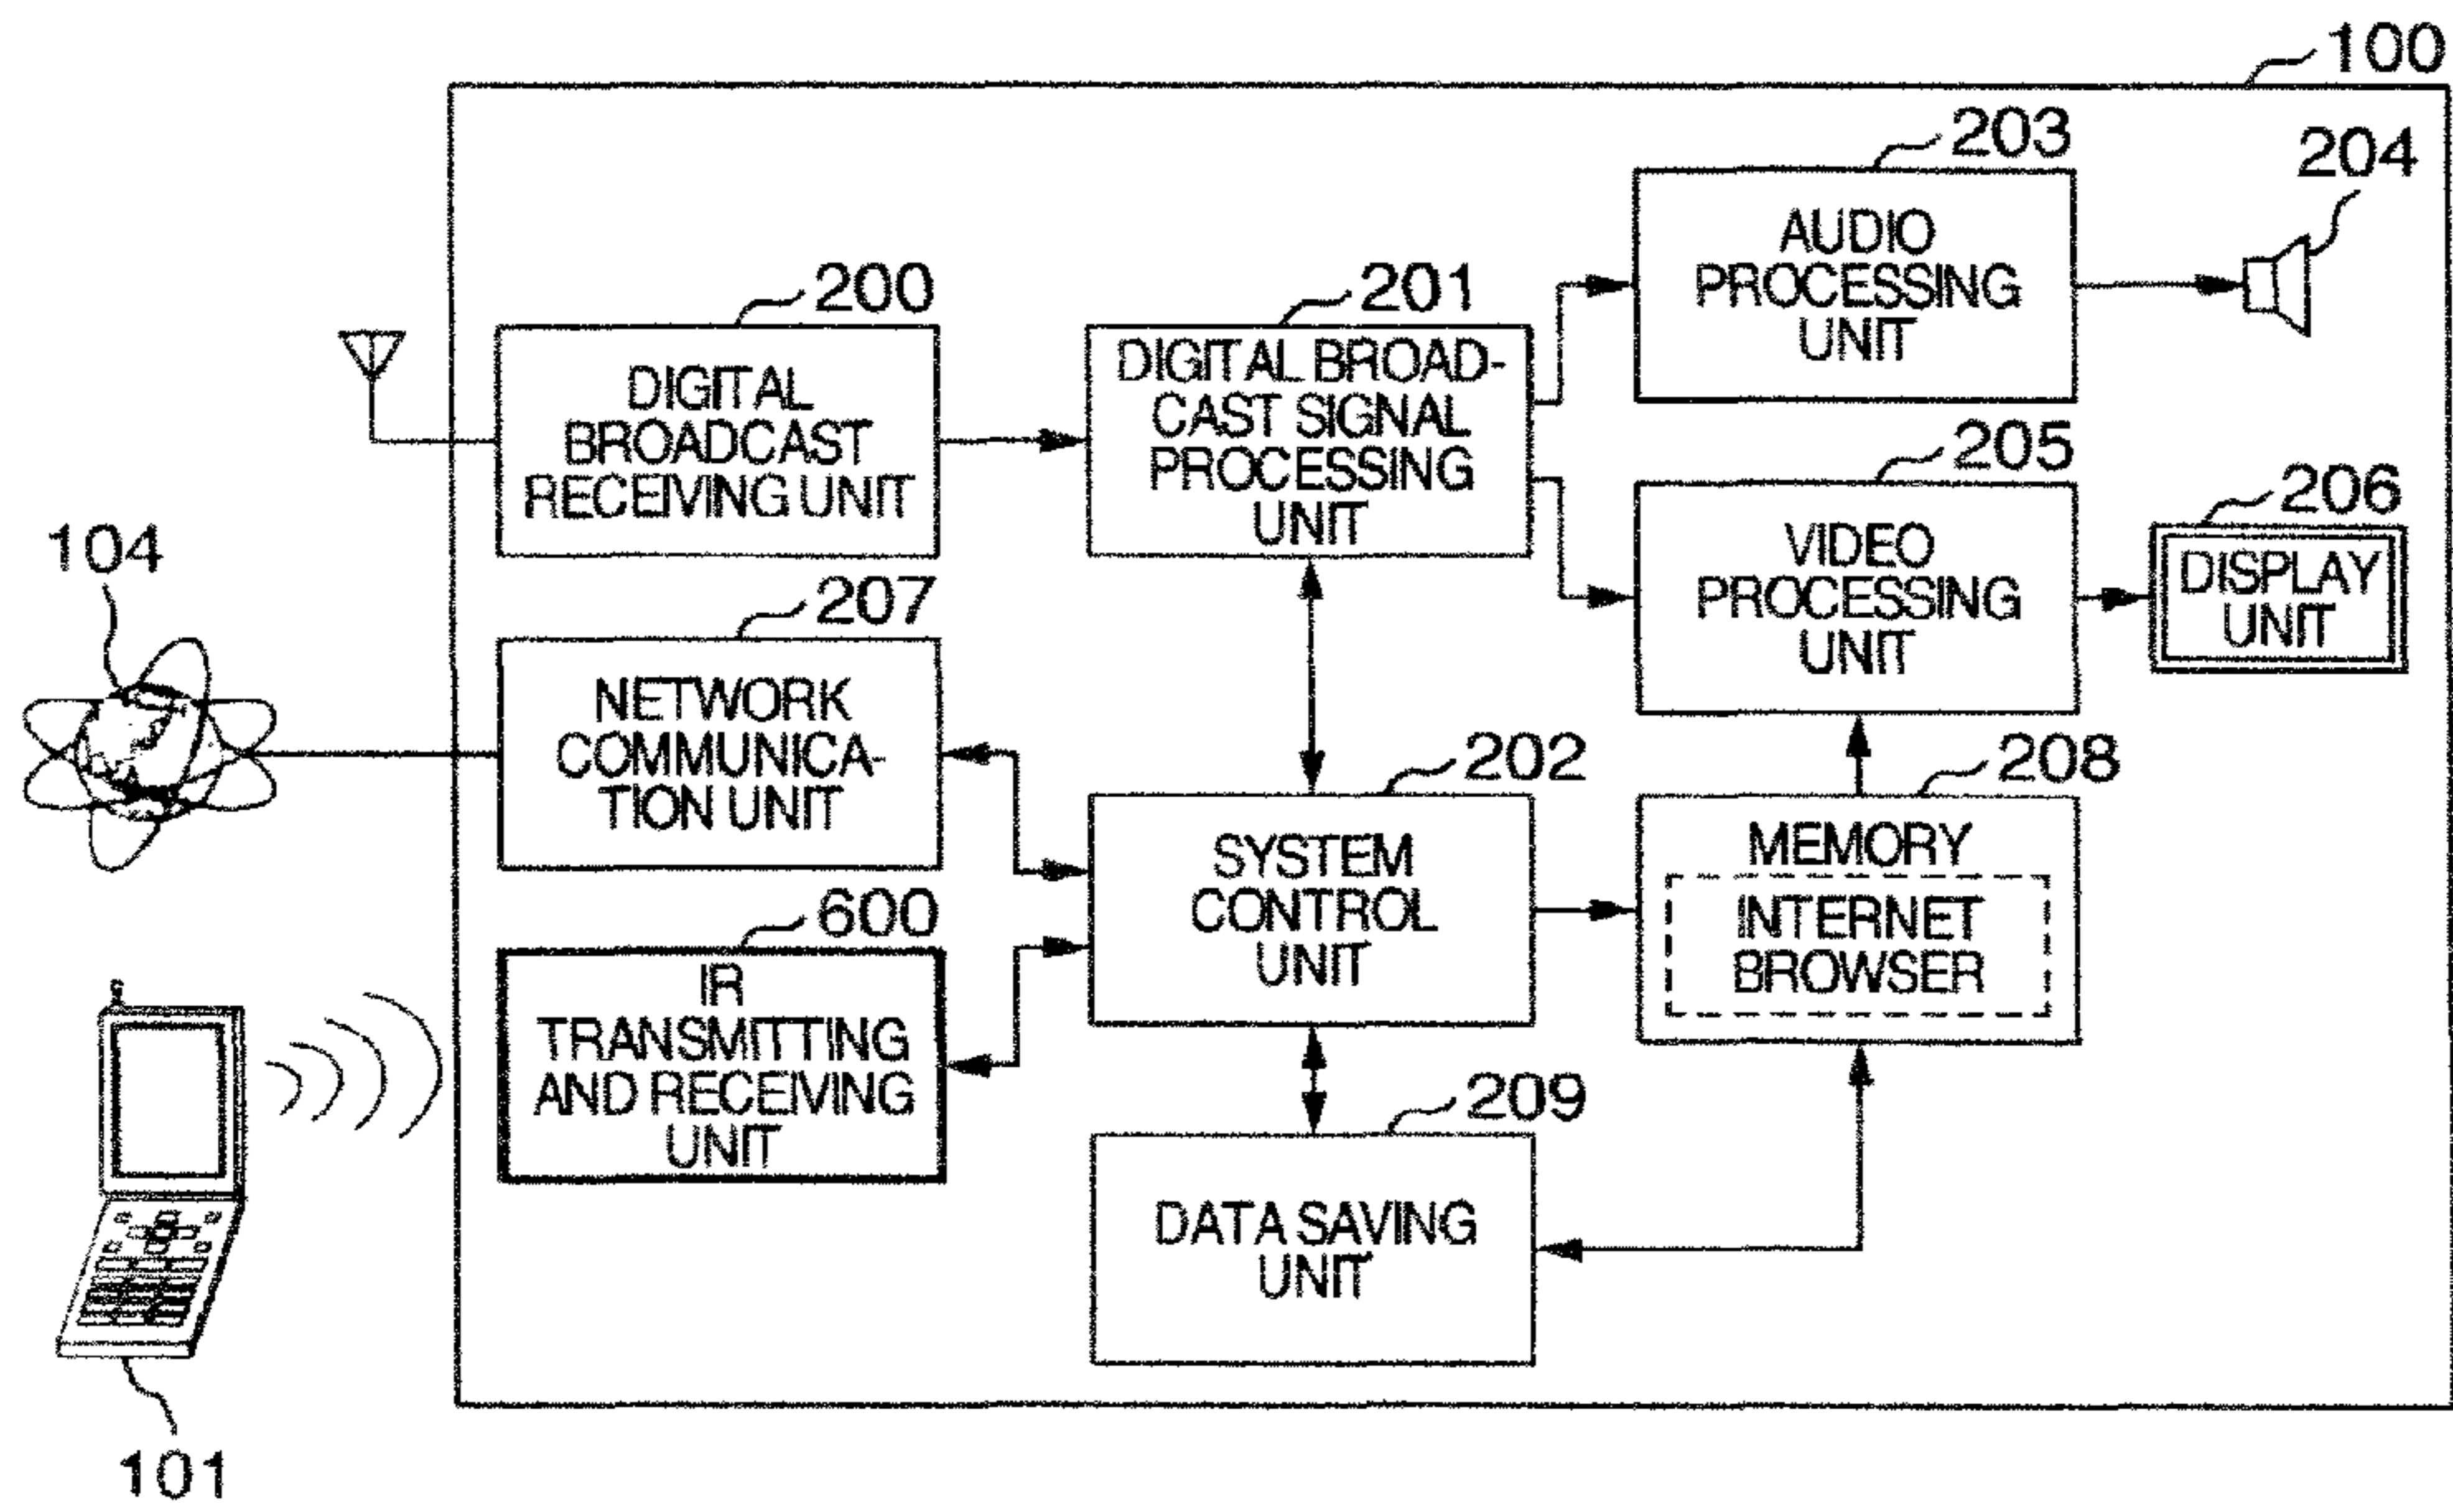 100
203
204
AUDIO
PROCESSING
UNIT
200
201
DIGITAL
BROADCAST
RECEIVING UNIT
DIGITAL BROAD-
CAST SIGNAL
PROCESSING
UNIT
205
206
VIDEO
PROCESSING
UNIT
DISPLAY
UNIT
104
207
NETWORK
COMMUNICA-
TION UNIT
202
SYSTEM
CONTROL
UNIT
208
MEMORY
INTERNET
BROWSER
600
IR
TRANSMITTING
AND RECEIVING
UNIT
209
DATA SAVING
UNIT
101